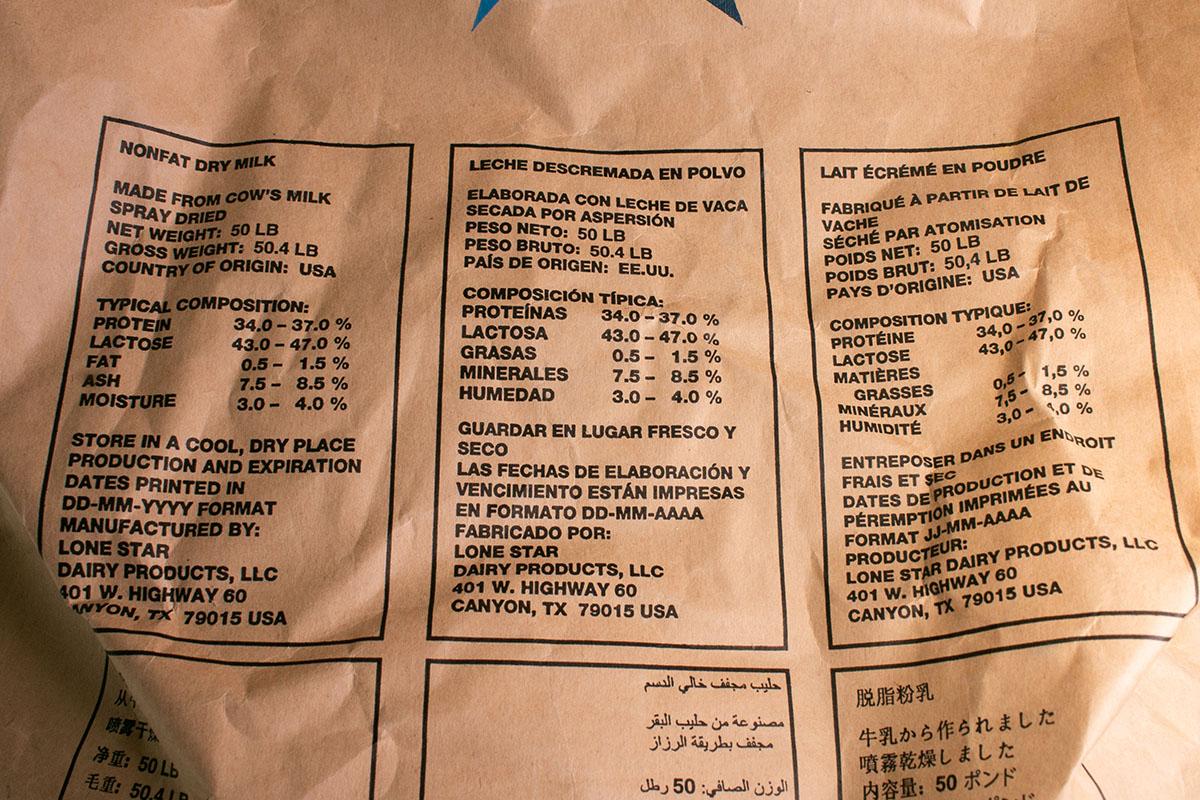 NONFAT DRY MILK
MADE FROM COW'S MILK
SPRAY DRIED
NET WEIGHT: 50 LB
GROSS WEIGHT: 50.4 LB
COUNTRY OF ORIGIN: USA
TYPICAL COMPOSITION:
PROTEIN 34.0 – 37.0 %
LACTOSE 43.0 – 47.0 %
FAT 0.5 – 1.5 %
ASH 7.5 – 8.5 %
MOISTURE 3.0 – 4.0 %
STORE IN A COOL, DRY PLACE
PRODUCTION AND EXPIRATION
DATES PRINTED IN
DD-MM-YYYY FORMAT
MANUFACTURED BY:
LONE STAR
DAIRY PRODUCTS, LLC
401 W. HIGHWAY 60
CANYON, TX 79015 USA
LECHE DESCREMADA EN POLVO
ELABORADA CON LECHE DE VACA
SECADA POR ASPERSIÓN
PESO NETO: 50 LB
PESO BRUTO: 50.4 LB
PAÍS DE ORIGEN: EE.UU.
COMPOSICIÓN TÍPICA:
PROTEÍNAS 34.0 – 37.0 %
LACTOSA 43.0 – 47.0 %
GRASAS 0.5 – 1.5 %
MINERALES 7.5 – 8.5 %
HUMEDAD 3.0 – 4.0 %
GUARDAR EN LUGAR FRESCO Y
SECO
LAS FECHAS DE ELABORACIÓN Y
VENCIMIENTO ESTÁN IMPRESAS
EN FORMATO DD-MM-AAAA
FABRICADO POR:
LONE STAR
DAIRY PRODUCTS, LLC
401 W. HIGHWAY 60
CANYON, TX 79015 USA
LAIT ÉCRÉMÉ EN POUDRE
FABRIQUÉ À PARTIR DE LAIT DE
VACHE
SÉCHÉ PAR ATOMISATION
POIDS NET: 50 LB
POIDS BRUT: 50,4 LB
PAYS D'ORIGINE: USA
COMPOSITION TYPIQUE:
PROTÉINE 34,0 – 37,0 %
LACTOSE 43,0 – 47,0 %
MATIÈRES
GRASSES 0,5 – 1,5 %
MINÉRAUX 7,5 – 8,5 %
HUMIDITÉ 3,0 – 4,0 %
ENTREPOSER DANS UN ENDROIT
FRAIS ET SEC
DATES DE PRODUCTION ET DE
PÉREMPTION IMPRIMÉES AU
FORMAT JJ-MM-AAAA
PRODUCTEUR:
LONE STAR DAIRY PRODUCTS, LLC
401 W. HIGHWAY 60
CANYON, TX 79015 USA
喷雾干燥
净重: 50 LB
毛重: 50.4 LB
حليب مجفف خالي الدسم
مصنوعة من حليب البقر
مجفف بطريقة الرزاز
الوزن الصافي: 50 رطل
脱脂粉乳
牛乳から作られました
噴霧乾燥しました
内容量: 50 ポンド